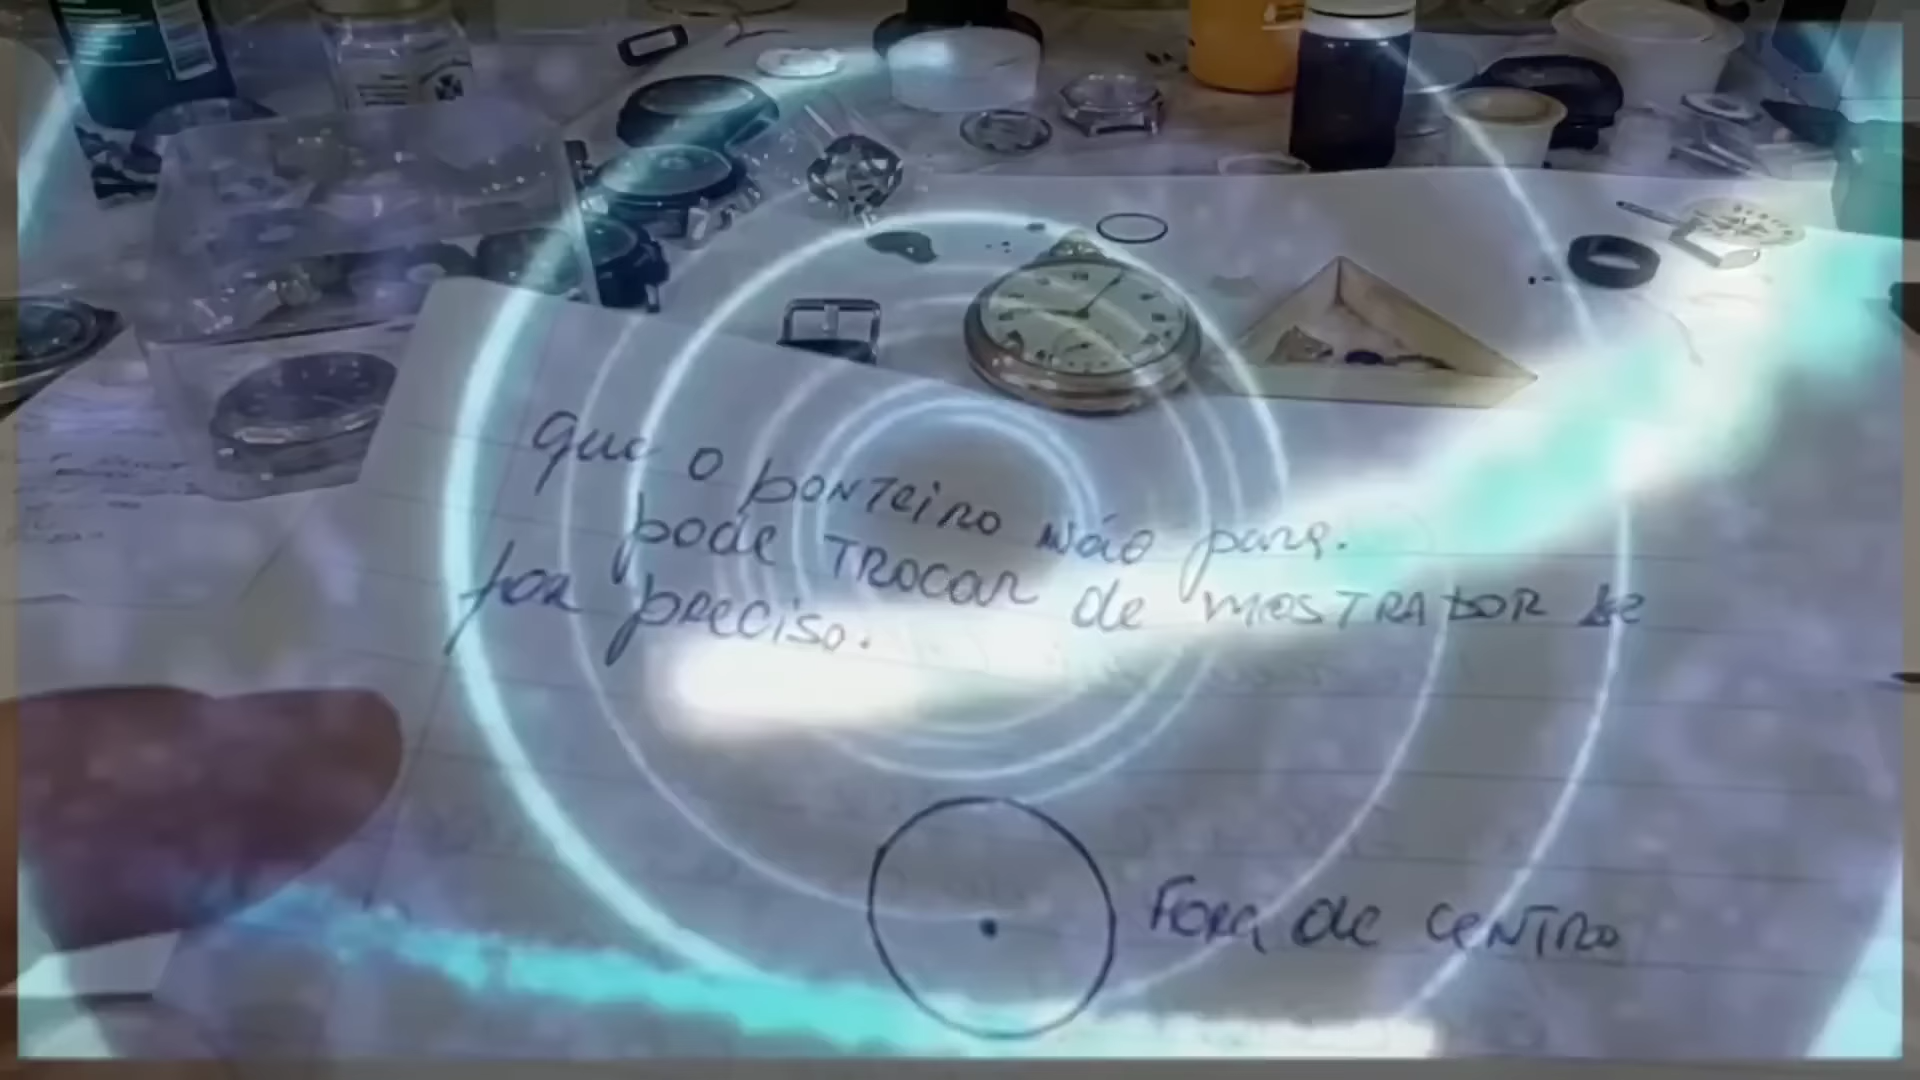 que o ponteiro não para.
pode TROCAR de MOSTRADOR se
for preciso.
Fora de centro